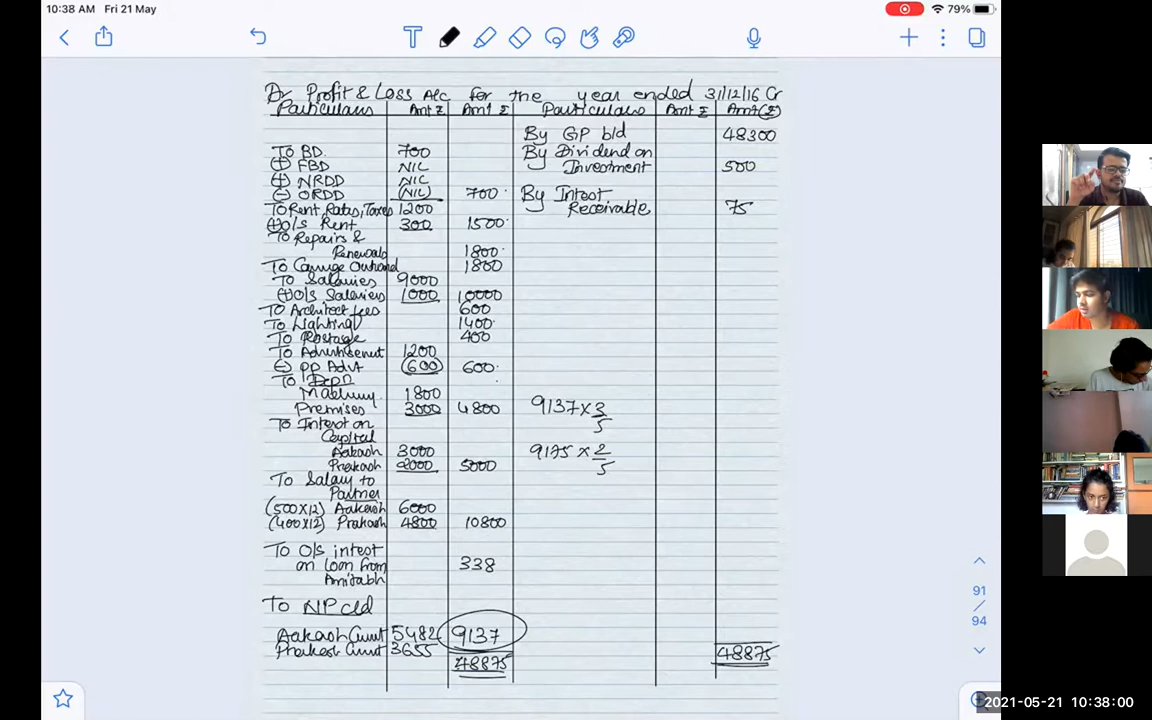 10:38 AM Fri 21 May
79%
Dr Profit & Loss A/c for the year ended 31/12/16 Cr
Particulars Amt ₹ Amt ₹ Particulars Amt ₹ Amt (₹)
By GP b/d 48300
To BD. 700 By Dividend on
(+) FBD NIL Investment 500
(+) NRDD NIL
(-) ORDD (NIL) 700 By Intest
To Rent, Rates, Taxes 1200 Receivable 75
(+) O/s Rent 300 1500
To Repairs &
Renewals 1800
To Carriage Outward 1800
To Salaries 9000
(+) O/s Salaries 1000 10000
To Architect fees 600
To Lighting 1400
To Postage 400
To Advertisement 1200
(-) PP Advt (600) 600
To Depn
Machinery 1800
Premises 3000 4800 9137 × 3/5
To Interest on
Capital
Aakash 3000 9175 × 2/5
Prakash 2000 5000
To Salary to
Partner
(500×12) Aakash 6000
(400×12) Prakash 4800 10800
To O/s intest
on loan from 338
Amitabh
To NP c/d
Aakash Currt 5482 9137
Prakash Currt 3655 48875
48875
91
/
94
2021-05-21 10:38:00